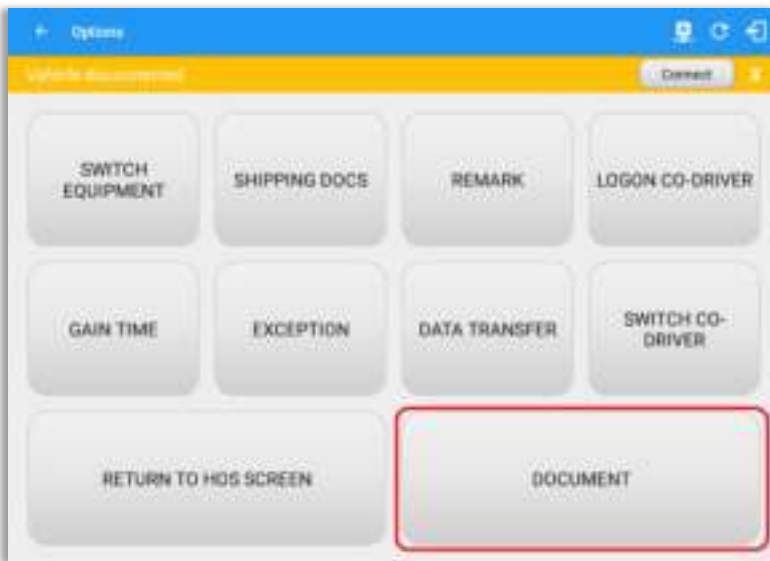 Options
Vehicle disconnected
Connect
SWITCH
EQUIPMENT
SHIPPING DOCS
REMARK
LOGON CO-DRIVER
GAIN TIME
EXCEPTION
DATA TRANSFER
SWITCH CO-
DRIVER
RETURN TO HOS SCREEN
DOCUMENT